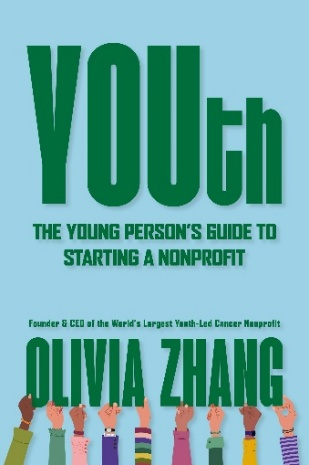 YOUth
THE YOUNG PERSON'S GUIDE TO
STARTING A NONPROFIT
Founder & CEO of the World's Largest Youth-Led Cancer Nonprofit
OLIVIA ZHANG